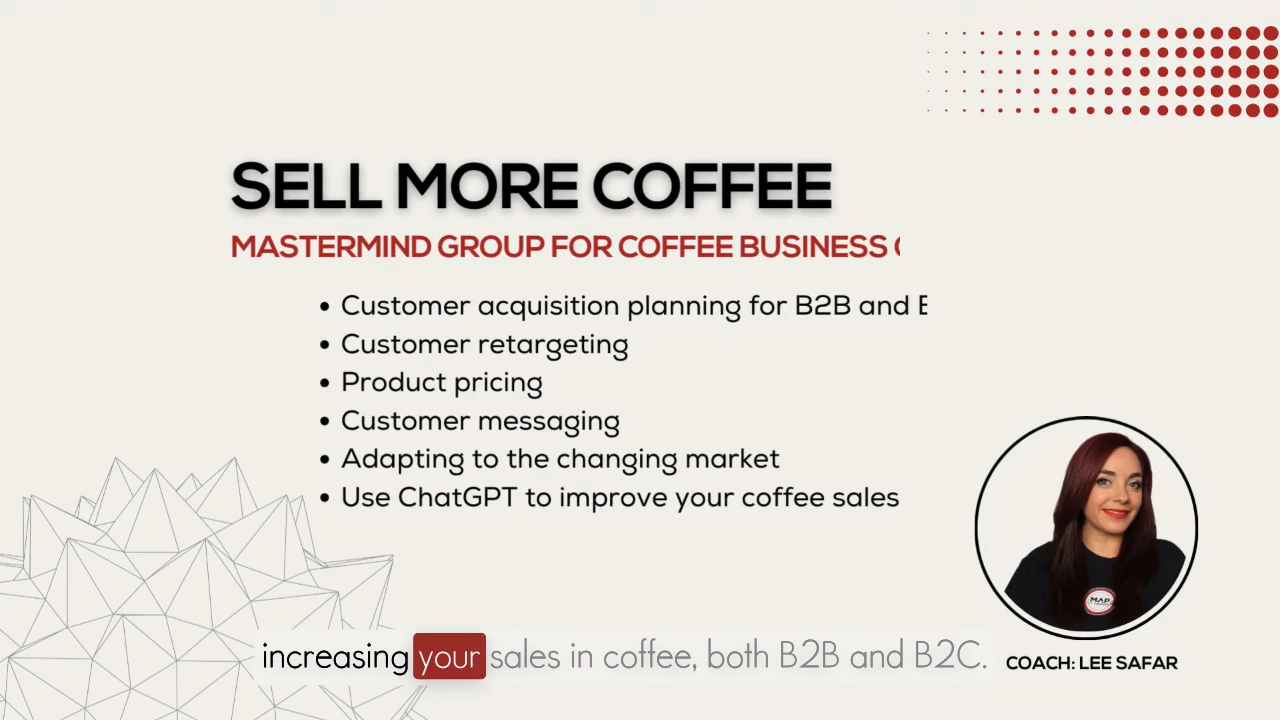 SELL MORE COFFEE
MASTERMIND GROUP FOR COFFEE BUSINESS
Customer acquisition planning for B2B and
Customer retargeting
Product pricing
Customer messaging
Adapting to the changing market
Use ChatGPT to improve your coffee sales
MAP
increasing your sales in coffee, both B2B and B2C.
COACH: LEE SAFAR